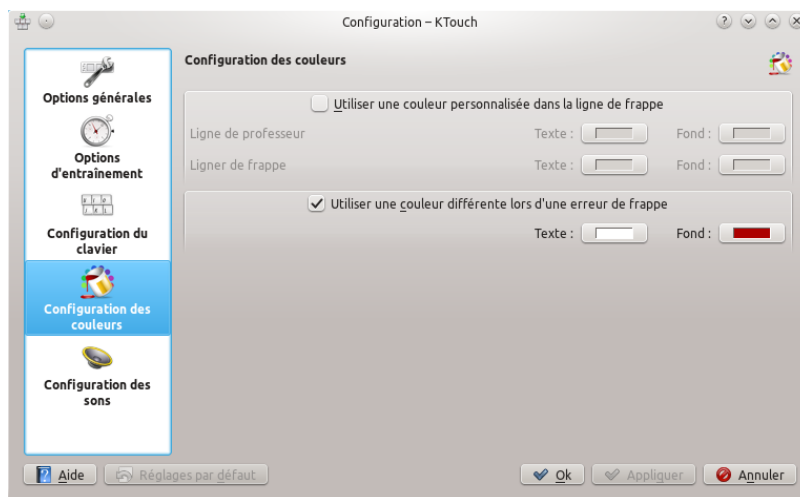 Configuration – KTouch
Options générales
Options
d'entraînement
Configuration du
clavier
Configuration des
couleurs
Configuration des
sons
Configuration des couleurs
Utiliser une couleur personnalisée dans la ligne de frappe
Ligne de professeur Texte : Fond :
Ligner de frappe Texte : Fond :
Utiliser une couleur différente lors d'une erreur de frappe
Texte : Fond :
Aide Réglages par défaut Ok Appliquer Annuler